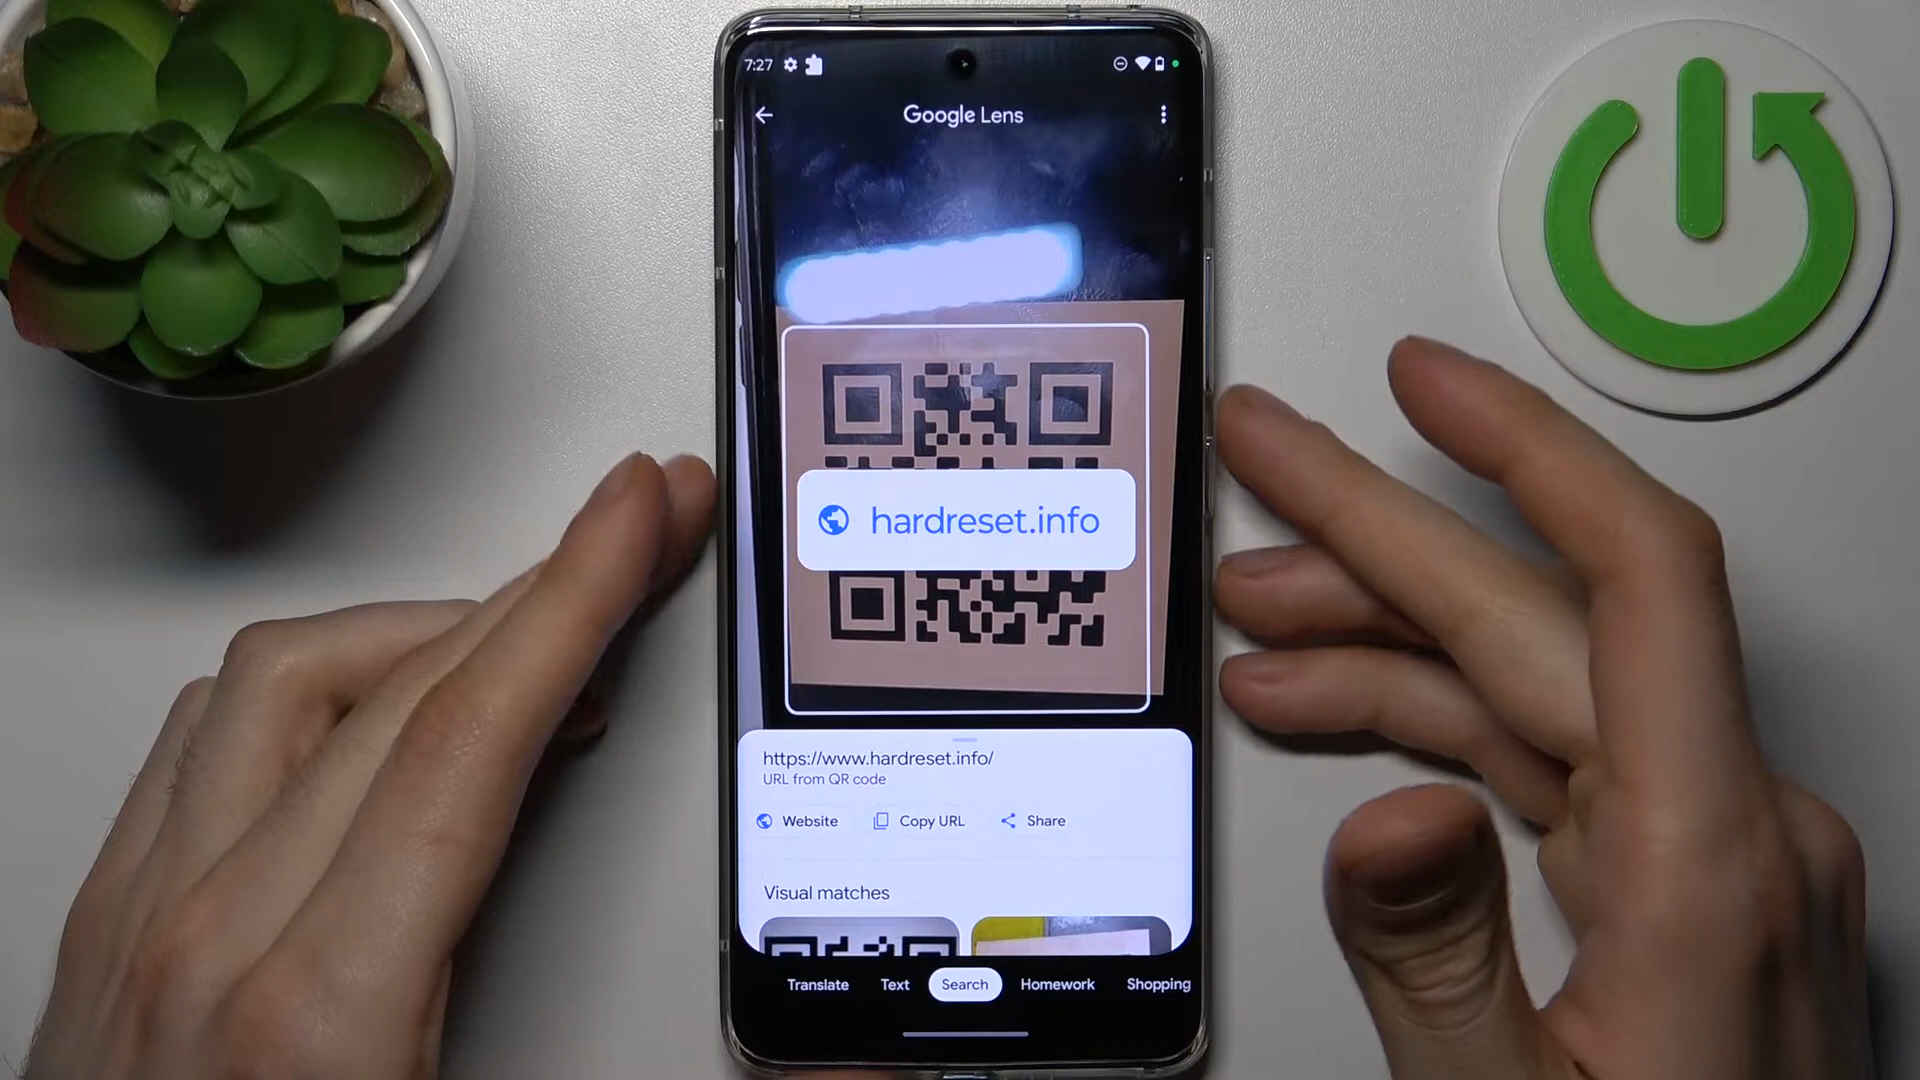 7:27
Google Lens
hardreset.info
https://www.hardreset.info/
URL from QR code
Website Copy URL Share
Visual matches
Translate Text Search Homework Shopping